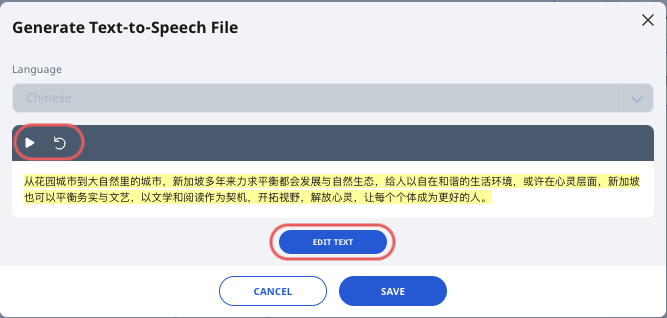 Generate Text-to-Speech File
Language
Chinese
从花园城市到大自然里的城市，新加坡多年来力求平衡都会发展与自然生态，给人以自在和谐的生活环境，或许在心灵层面，新加坡
也可以平衡务实与文艺，以文学和阅读作为契机，开拓视野，解放心灵，让每个个体成为更好的人。
EDIT TEXT
CANCEL
SAVE